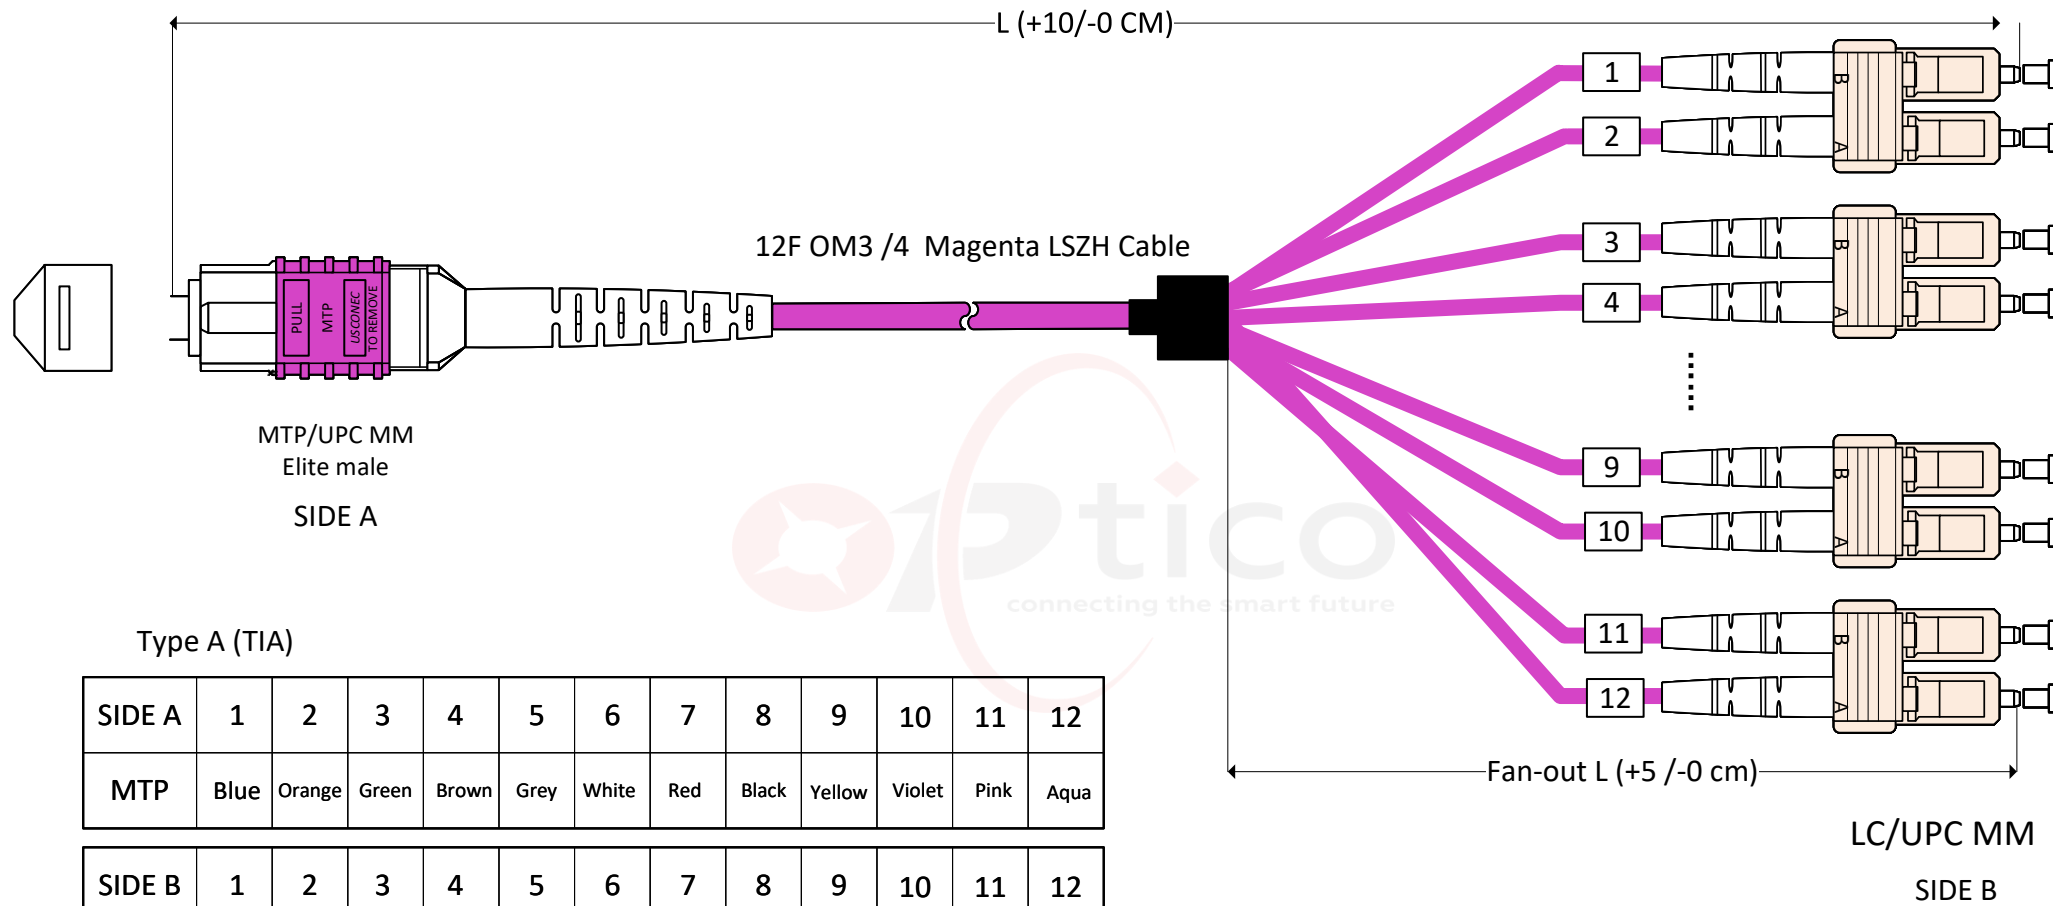 L (+10/-0 CM)
1
B
2
A
12F OM3 /4  Magenta LSZH Cable
3
B
4
A
PULL
MTP
USCONEC
TO REMOVE
MTP/UPC MM
Elite male
SIDE A
9
B
10
A
OPtico
connecting the smart future
11
B
12
A
Type A (TIA)
SIDE A 1 2 3 4 5 6 7 8 9 10 11 12
MTP Blue Orange Green Brown Grey White Red Black Yellow Violet Pink Aqua
SIDE B 1 2 3 4 5 6 7 8 9 10 11 12
Fan-out L (+5 /-0 cm)
LC/UPC MM
SIDE B